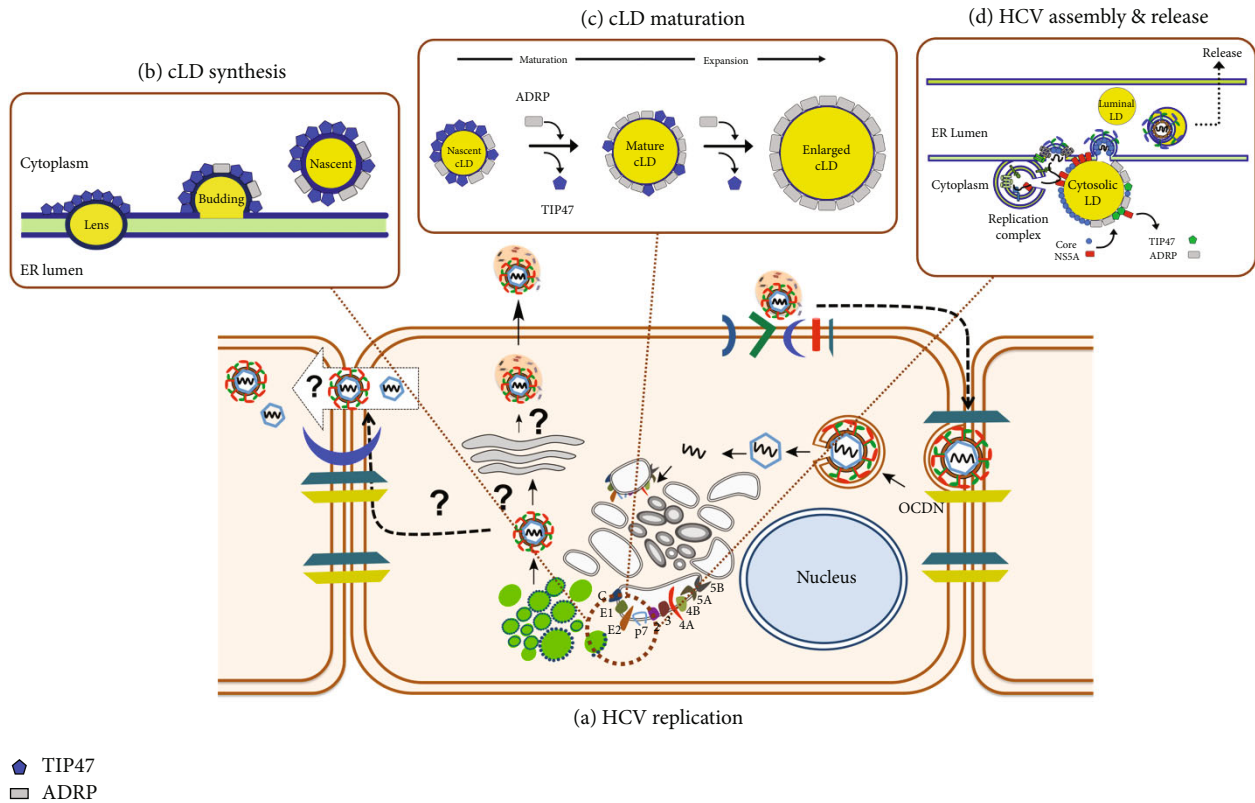 (c) cLD maturation
(d) HCV assembly & release
(b) cLD synthesis
Cytoplasm
Lens
Budding
Nascent
ER lumen
Maturation
Expansion
ADRP
TIP47
Nascent
cLD
Mature
cLD
Enlarged
cLD
Release
Luminal
LD
ER Lumen
Cytoplasm
Cytosolic
LD
Replication
complex
Core
NS5A
TIP47
ADRP
?
?
?
?
OCDN
Nucleus
C
E1
E2
p7
2
3
4A
4B
5A
5B
(a) HCV replication
TIP47
ADRP